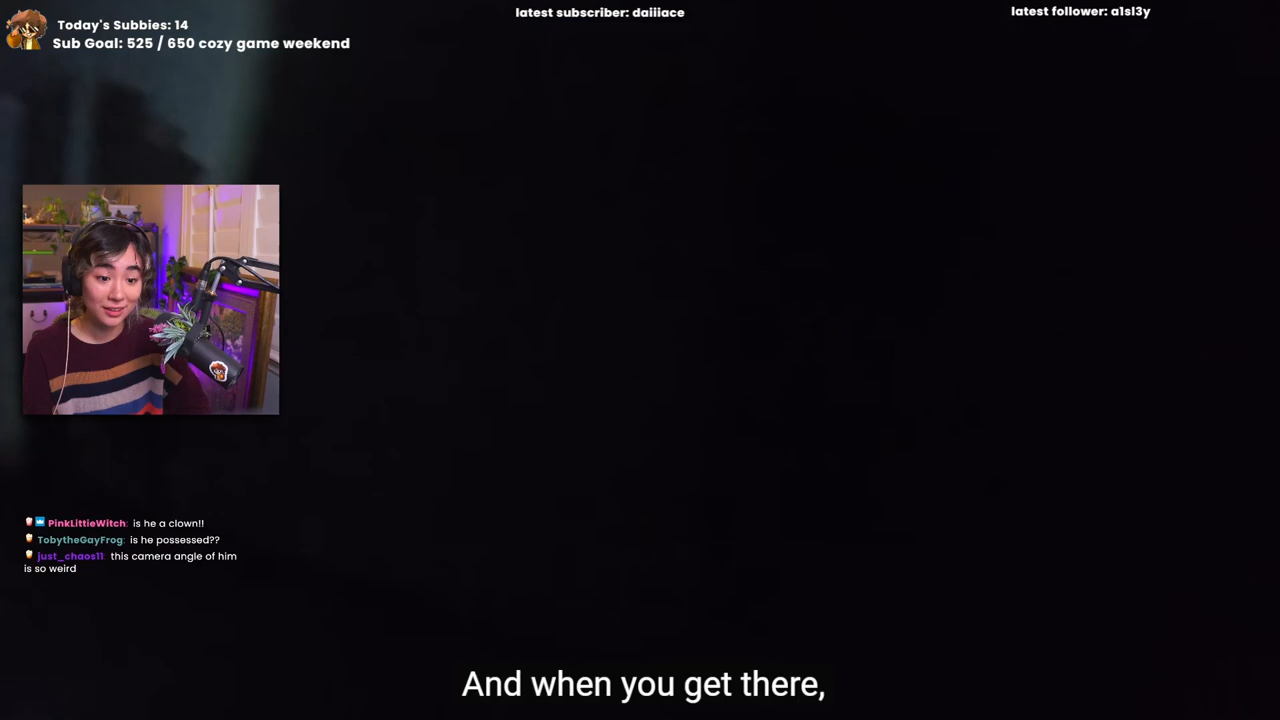 Today's Subbies: 14
Sub Goal: 525 / 650 cozy game weekend
latest subscriber: daiiiace
latest follower: a1sl3y
PinkLittleWitch: is he a clown!!
TobytheGayFrog: is he possessed??
just_chaos11: this camera angle of him
is so weird
And when you get there,